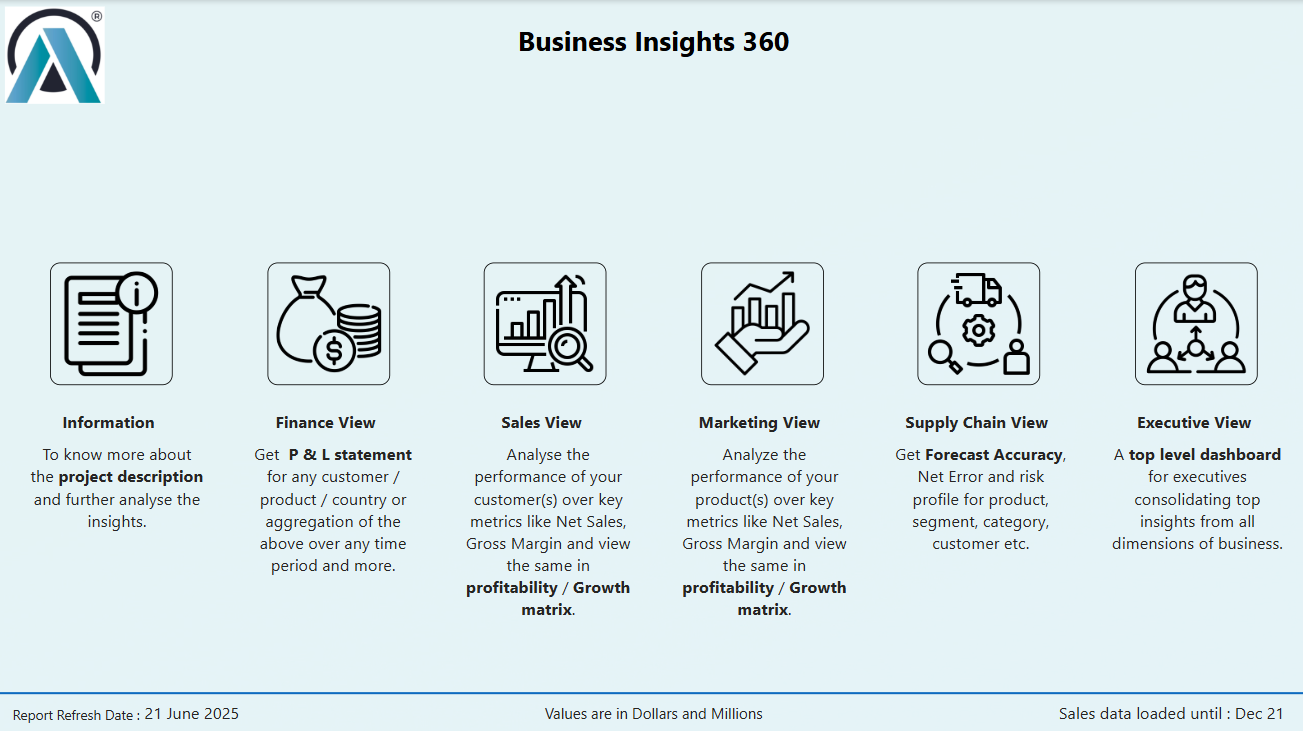 ®
Business Insights 360
Information
To know more about
the project description
and further analyse the
insights.
Finance View
Get P & L statement
for any customer /
product / country or
aggregation of the
above over any time
period and more.
Sales View
Analyse the
performance of your
customer(s) over key
metrics like Net Sales,
Gross Margin and view
the same in
profitability / Growth
matrix.
Marketing View
Analyze the
performance of your
product(s) over key
metrics like Net Sales,
Gross Margin and view
the same in
profitability / Growth
matrix.
Supply Chain View
Get Forecast Accuracy,
Net Error and risk
profile for product,
segment, category,
customer etc.
Executive View
A top level dashboard
for executives
consolidating top
insights from all
dimensions of business.
Report Refresh Date : 21 June 2025
Values are in Dollars and Millions
Sales data loaded until : Dec 21